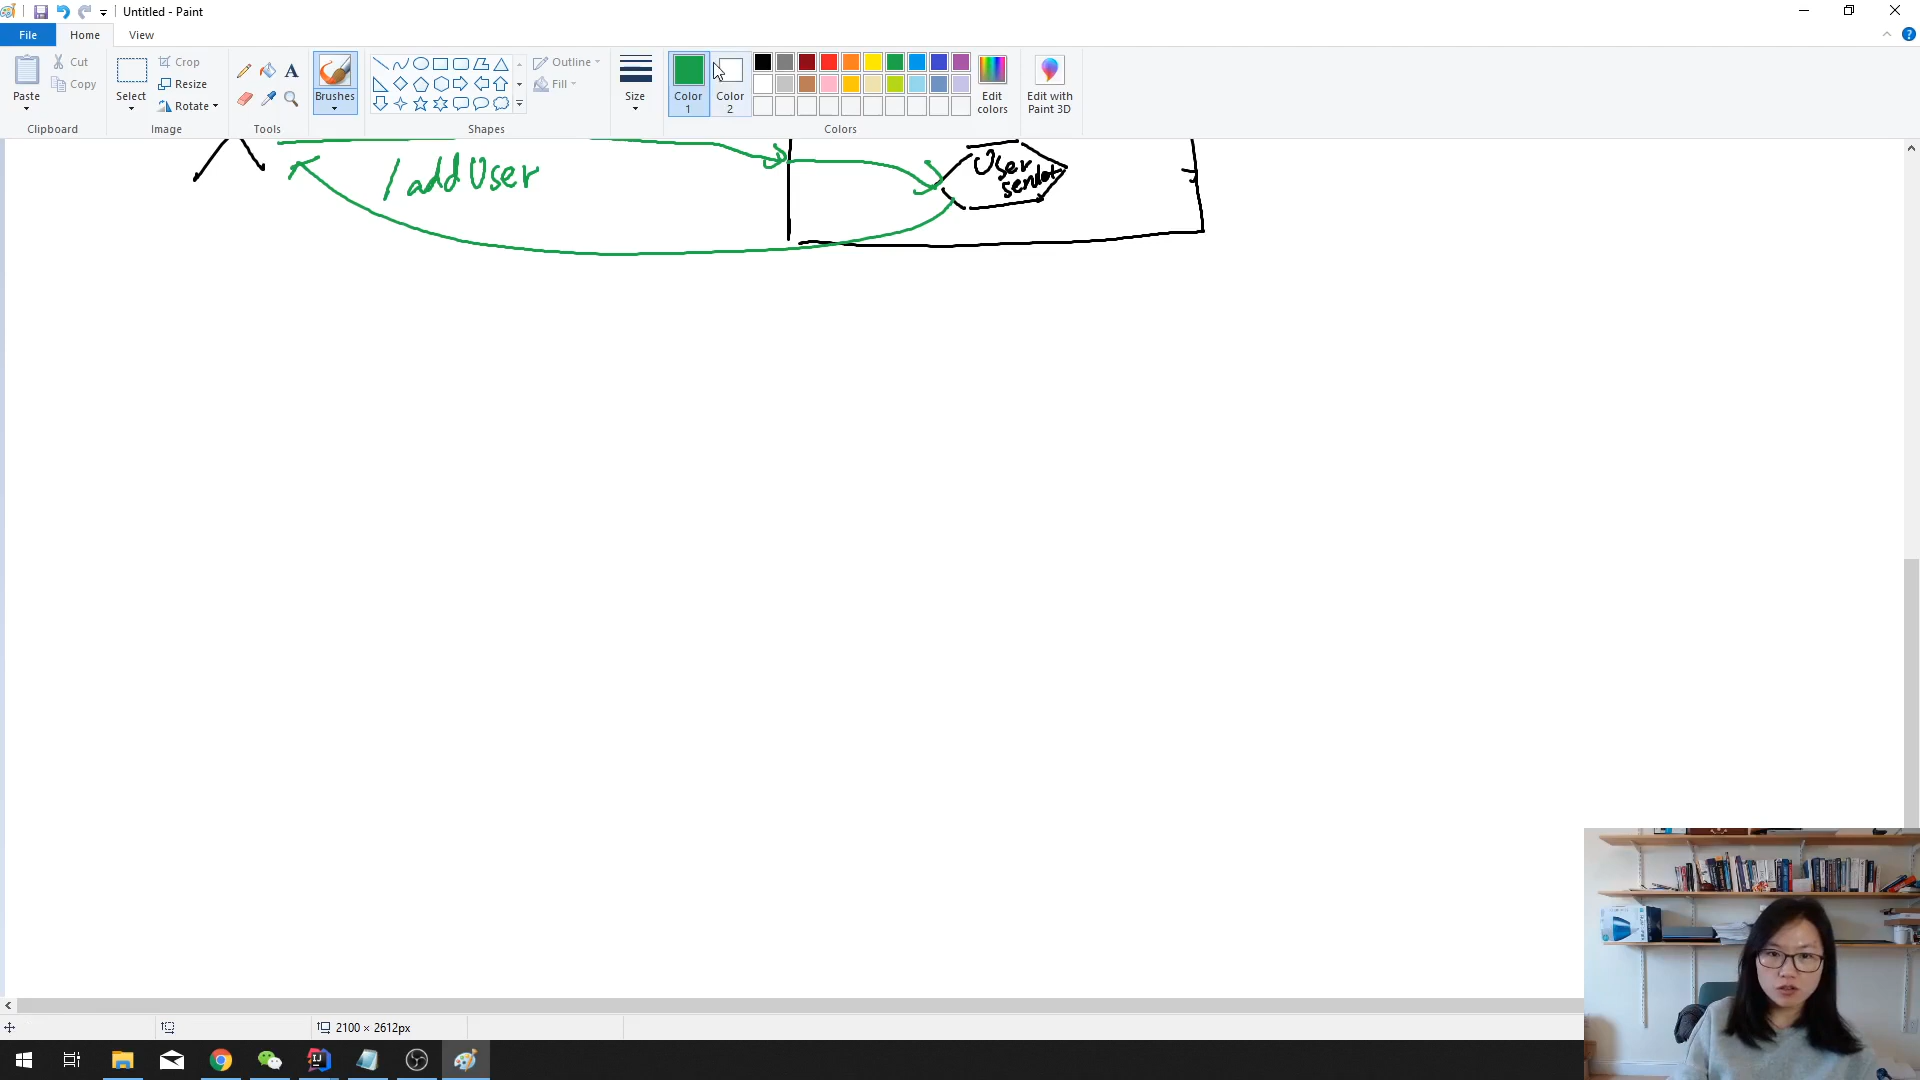 Untitled - Paint
File
Home
View
Paste
Cut
Copy
Clipboard
Select
Crop
Resize
Rotate
Image
Tools
Brushes
Shapes
Outline
Fill
Size
Color
1
Color
2
Colors
Edit
colors
Edit with
Paint 3D
/addUser
User
2100 × 2612px